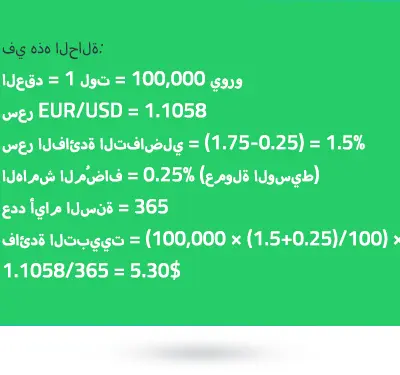 في هذه الحالة:
العقد = 1 لوت = 100,000 يورو
سعر EUR/USD = 1.1058
سعر الفائدة التفاضلي = (1.75-0.25) = 1.5%
الهامش المُضاف = 0.25% (عمولة الوسيط)
عدد أيام السنة = 365
فائدة التبييت = (100,000 × (1.5+0.25)/100) ×
1.1058/365 = 5.30$